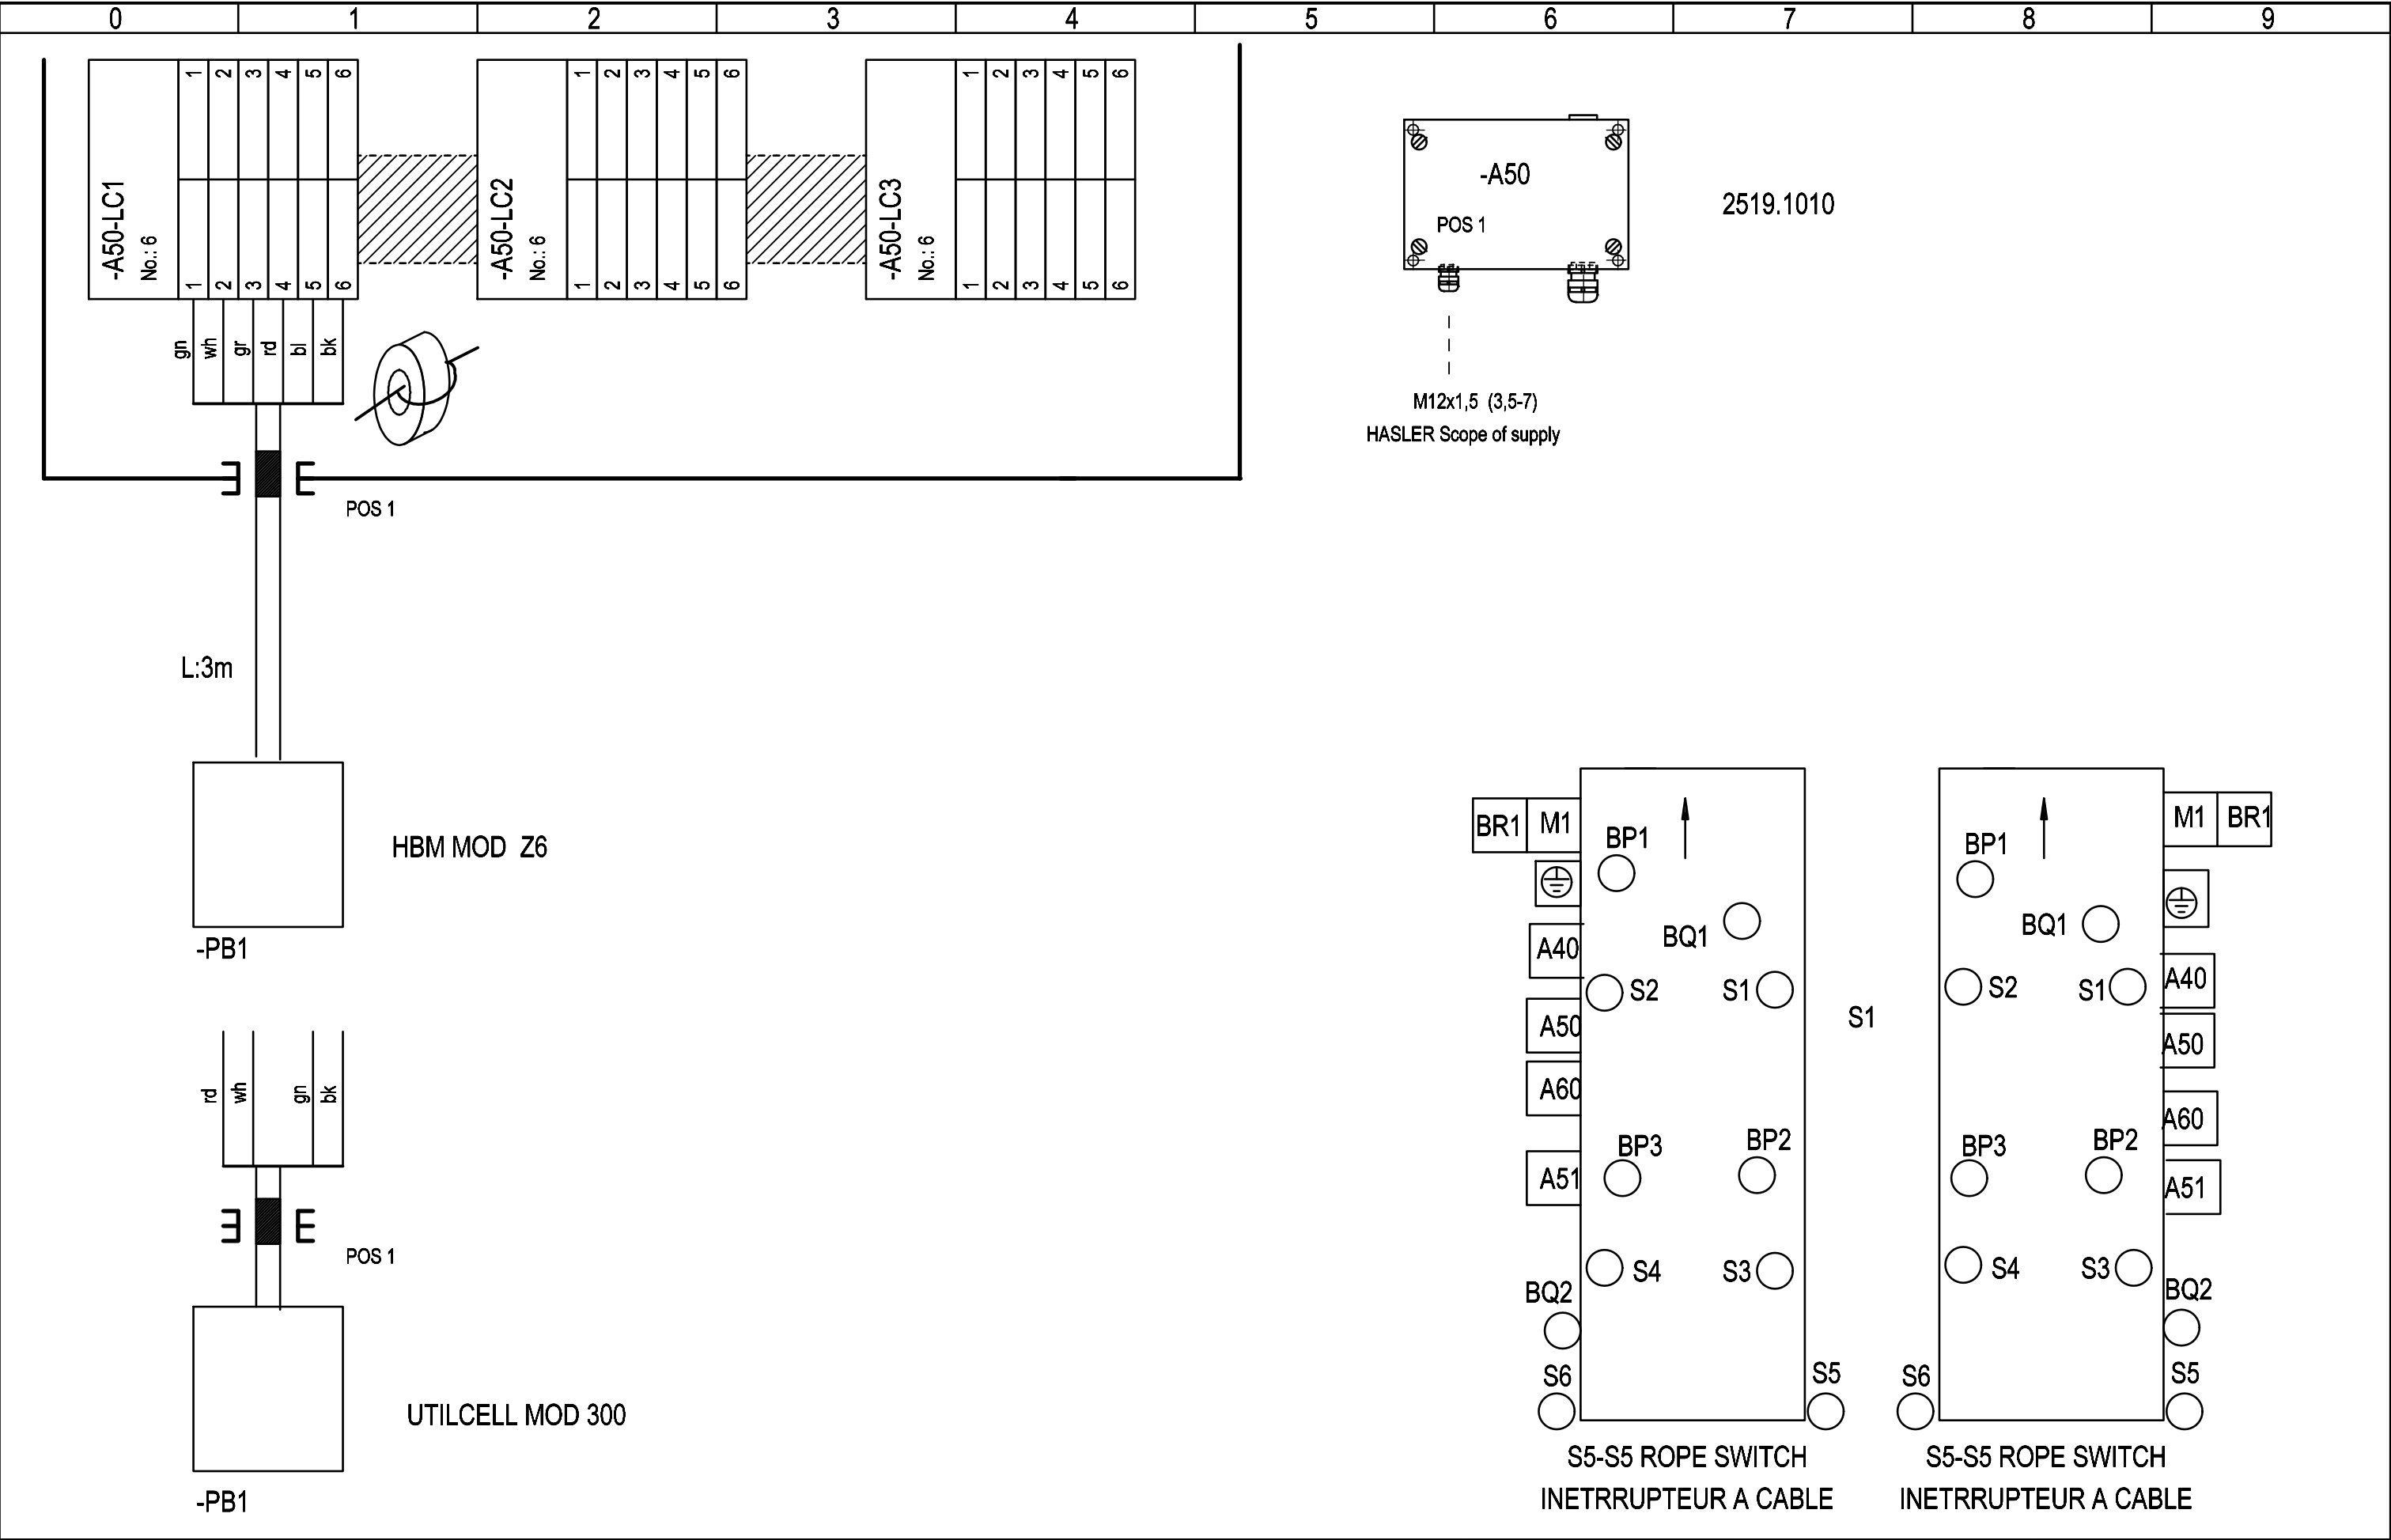 0 1 2 3 4 5 6 7 8 9
-A50-LC1
No.: 6
1 2 3 4 5 6
1 2 3 4 5 6
-A50-LC2
No.: 6
1 2 3 4 5 6
1 2 3 4 5 6
-A50-LC3
No.: 6
1 2 3 4 5 6
1 2 3 4 5 6
gn wh gr rd bl bk
POS 1
L:3m
HBM MOD Z6
-PB1
rd wh gn bk
POS 1
UTILCELL MOD 300
-PB1
-A50
POS 1
2519.1010
M12x1,5 (3,5-7)
HASLER Scope of supply
BR1 M1
BP1
BQ1
A40
S2 S1
A50
A60
BP3 BP2
A51
S4 S3
BQ2
S6 S5
S5-S5 ROPE SWITCH
INETRRUPTEUR A CABLE
S1
M1 BR1
BP1
BQ1
S2 S1
A40
A50
A60
BP3 BP2
A51
S4 S3
BQ2
S6 S5
S5-S5 ROPE SWITCH
INETRRUPTEUR A CABLE